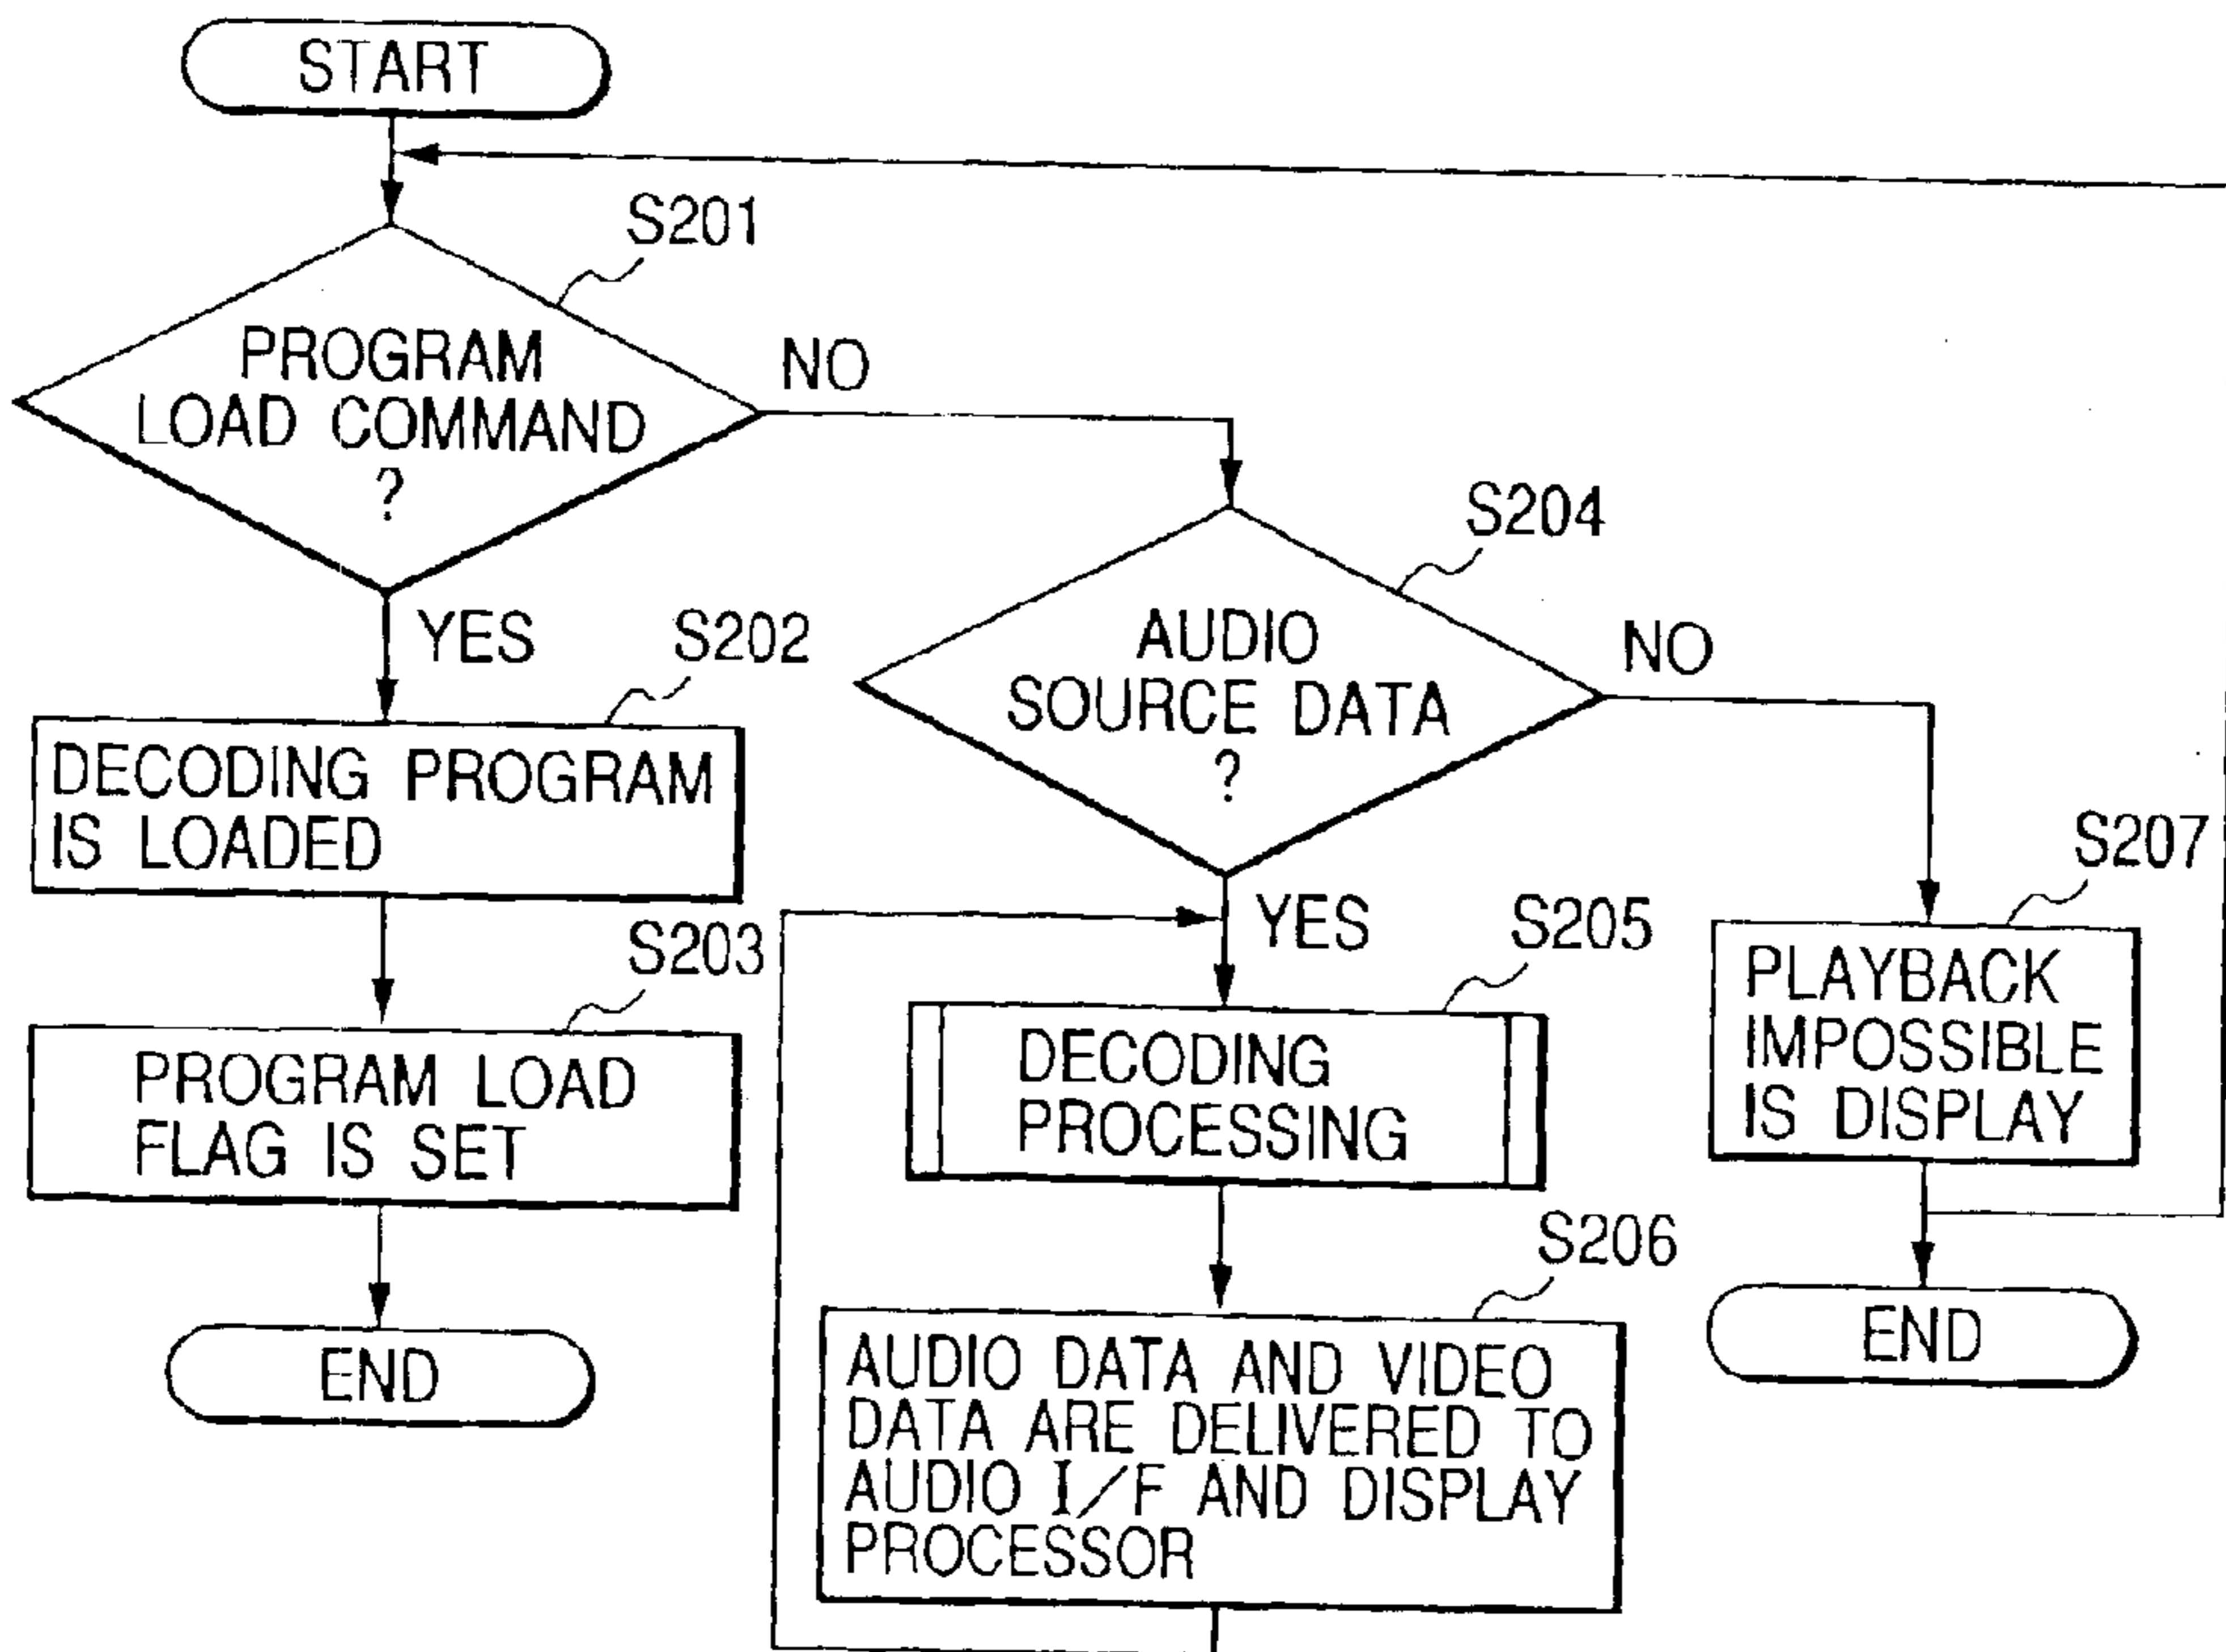 START
S201
PROGRAM
LOAD COMMAND
?
NO
YES
S202
DECODING PROGRAM
IS LOADED
S203
PROGRAM LOAD
FLAG IS SET
END
S204
AUDIO
SOURCE DATA
?
NO
YES
S205
DECODING
PROCESSING
S206
AUDIO DATA AND VIDEO
DATA ARE DELIVERED TO
AUDIO I/F AND DISPLAY
PROCESSOR
S207
PLAYBACK
IMPOSSIBLE
IS DISPLAY
END